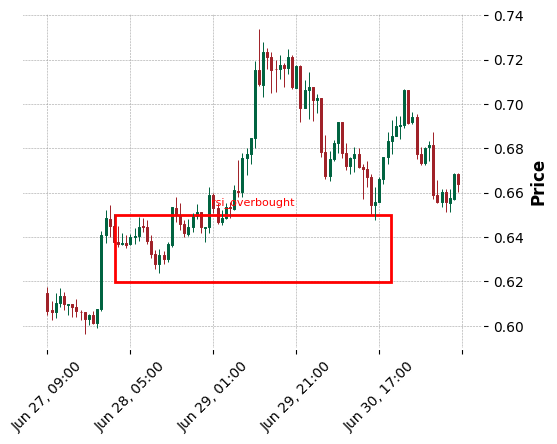 0.74
0.72
0.70
0.68
0.66
0.64
0.62
0.60
Price
rsi_overbought
Jun 27, 09:00
Jun 28, 05:00
Jun 29, 01:00
Jun 29, 21:00
Jun 30, 17:00